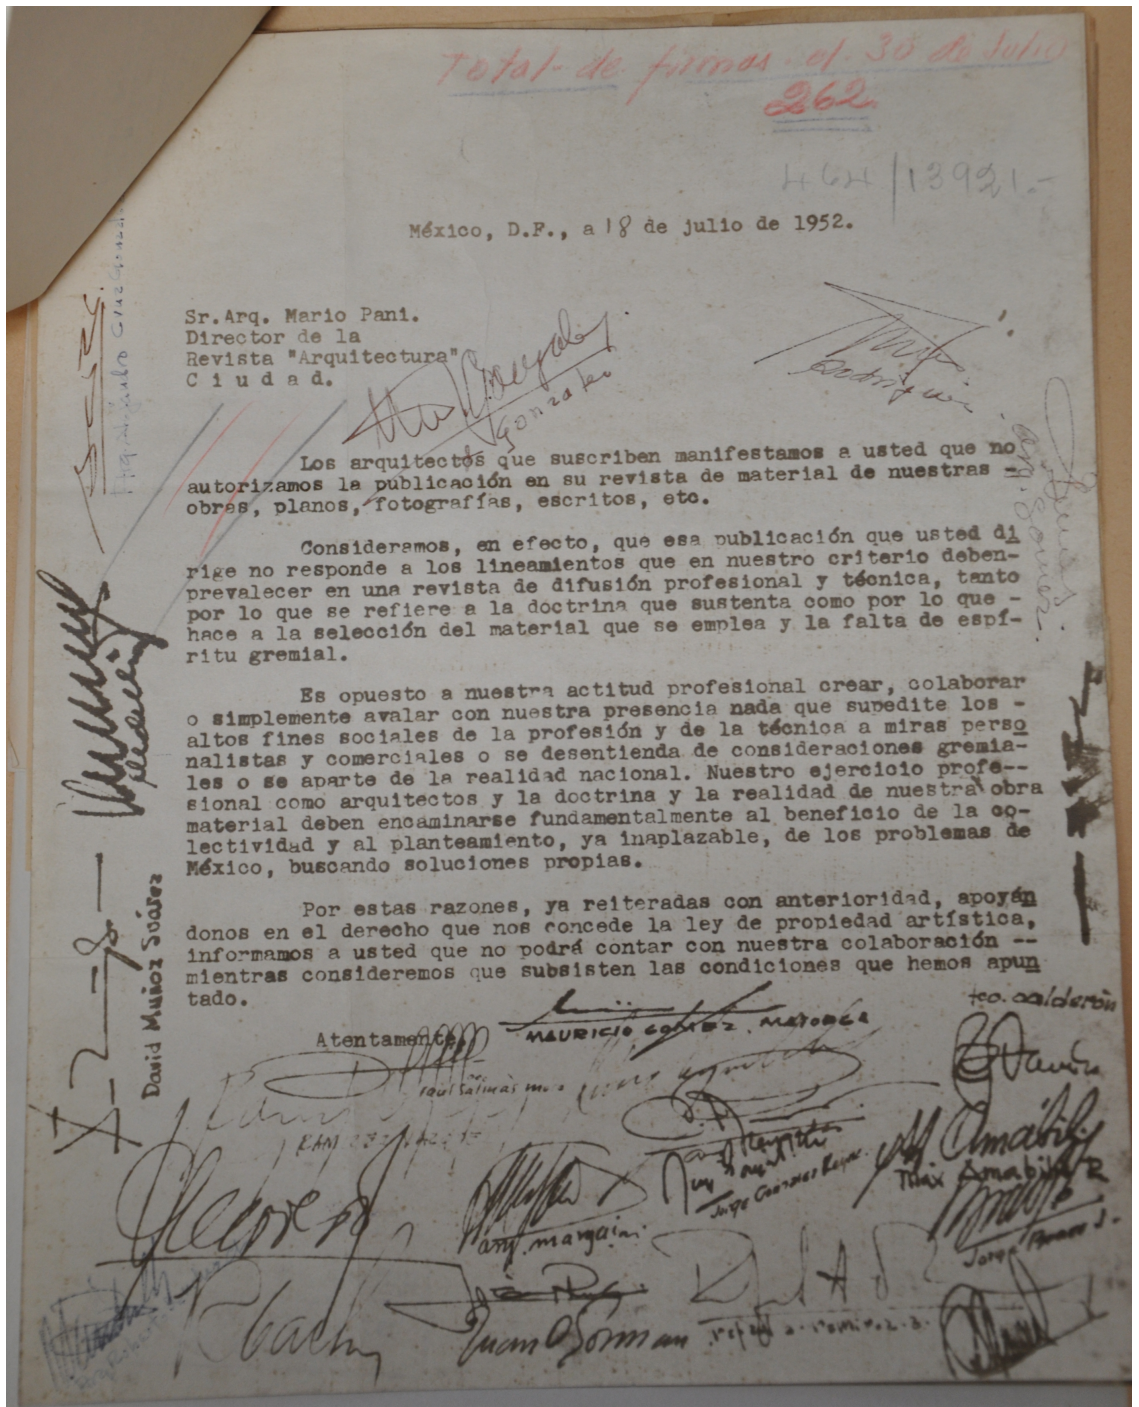 Total de firmas el 30 de Julio
262.
464/13921.-
México, D.F., a 18 de julio de 1952.
Sr.Arq. Mario Pani.
Director de la
Revista "Arquitectura"
C i u d a d.
González
Rodríguez
Los arquitectos que suscriben manifestamos a usted que no
autorizamos la publicación en su revista de material de nuestras -
obras, planos, fotografías, escritos, etc.
Consideramos, en efecto, que esa publicación que usted di
rige no responde a los lineamientos que en nuestro criterio deben-
prevalecer en una revista de difusión profesional y técnica, tanto
por lo que se refiere a la doctrina que sustenta como por lo que -
hace a la selección del material que se emplea y la falta de espí-
ritu gremial.
Es opuesto a nuestra actitud profesional crear, colaborar
o simplemente avalar con nuestra presencia nada que supedite los -
altos fines sociales de la profesión y de la técnica a miras perso
nalistas y comerciales o se desentienda de consideraciones gremia-
les o se aparte de la realidad nacional. Nuestro ejercicio profe--
sional como arquitectos y la doctrina y la realidad de nuestra obra
material deben encaminarse fundamentalmente al beneficio de la co-
lectividad y al planteamiento, ya inaplazable, de los problemas de
México, buscando soluciones propias.
Por estas razones, ya reiteradas con anterioridad, apoyán
donos en el derecho que nos concede la ley de propiedad artística,
informamos a usted que no podrá contar con nuestra colaboración --
mientras consideremos que subsisten las condiciones que hemos apun
tado.
Atentamente,
MAURICIO GOMEZ MAYORGA
fco. calderón
David Muñoz Suárez
Raúl Salinas
Max Amabilis
Jorge González Reyna.
arq. margain.
Jorge
Juan O'Gorman